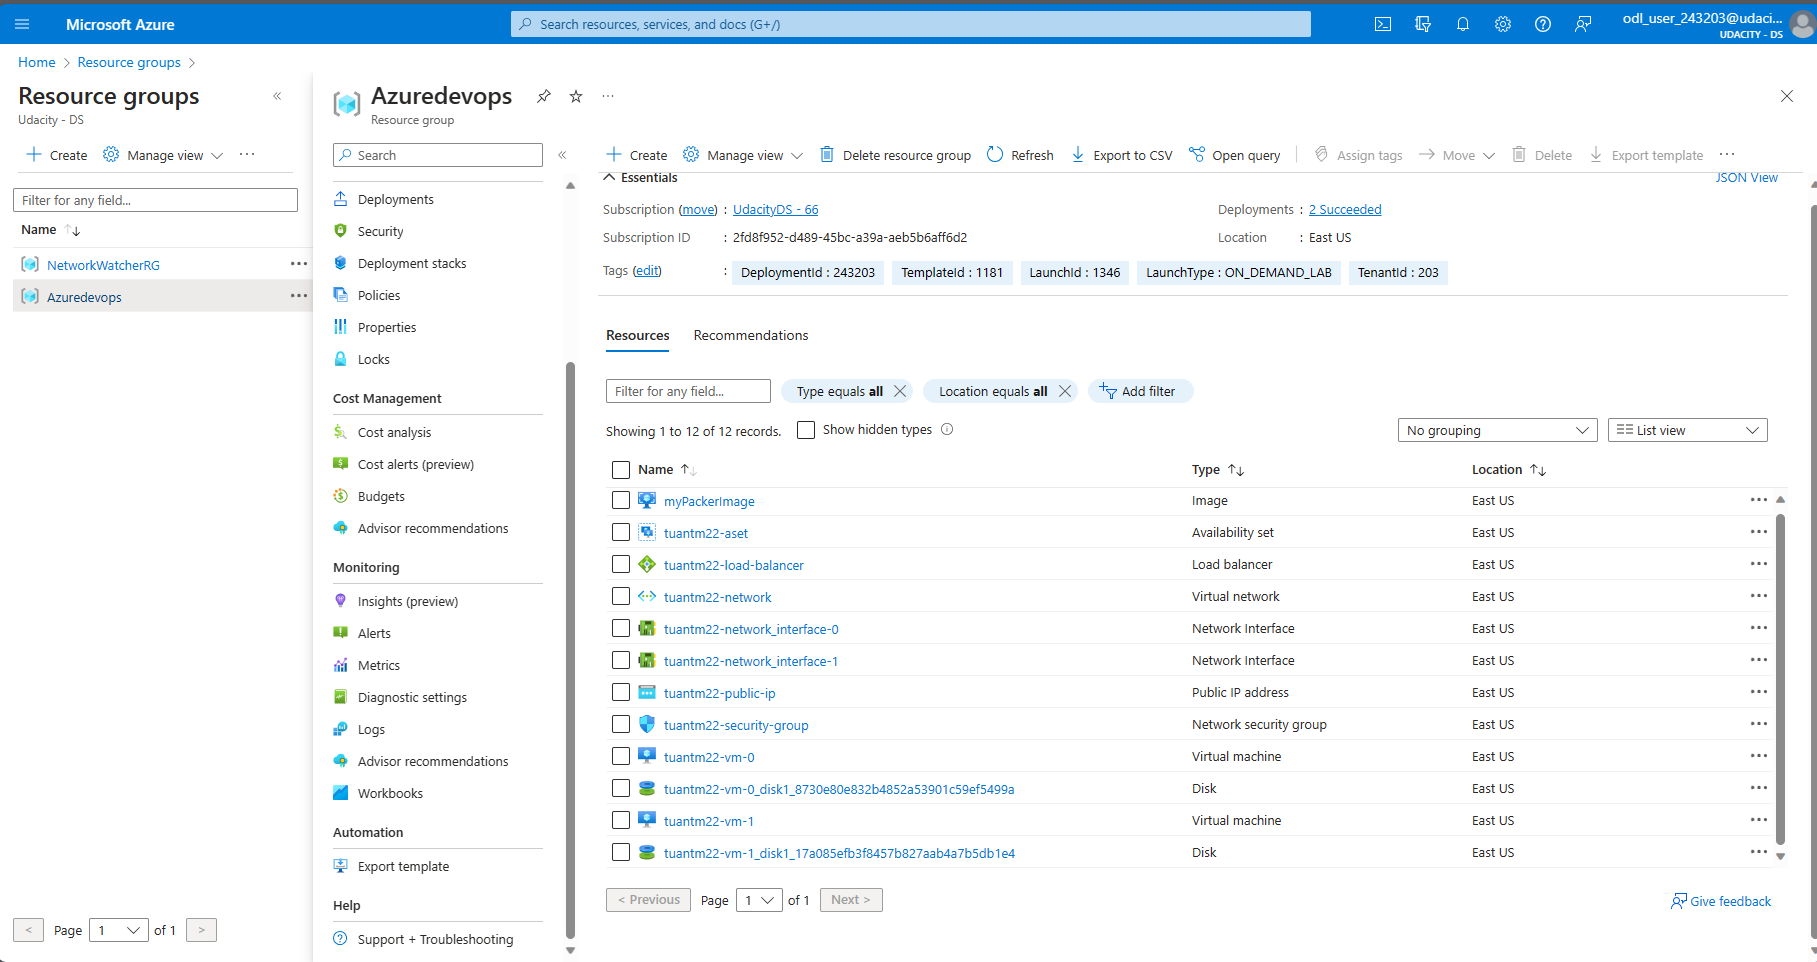 Microsoft Azure
Search resources, services, and docs (G+/)
odl_user_243203@udaci...
UDACITY - DS
Home > Resource groups >
Resource groups
Udacity - DS
Create Manage view ...
Filter for any field...
Name
NetworkWatcherRG
Azuredevops
< Page 1 of 1 >
Azuredevops
Resource group
Search
Deployments
Security
Deployment stacks
Policies
Properties
Locks
Cost Management
Cost analysis
Cost alerts (preview)
Budgets
Advisor recommendations
Monitoring
Insights (preview)
Alerts
Metrics
Diagnostic settings
Logs
Advisor recommendations
Workbooks
Automation
Export template
Help
Support + Troubleshooting
Create Manage view Delete resource group Refresh Export to CSV Open query Assign tags Move Delete Export template ...
Essentials JSON View
Subscription (move) : UdacityDS - 66 Deployments : 2 Succeeded
Subscription ID : 2fd8f952-d489-45bc-a39a-aeb5b6aff6d2 Location : East US
Tags (edit) : DeploymentId : 243203 TemplateId : 1181 LaunchId : 1346 LaunchType : ON_DEMAND_LAB TenantId : 203
Resources Recommendations
Filter for any field... Type equals all Location equals all Add filter
Showing 1 to 12 of 12 records. Show hidden types No grouping List view
Name Type Location
myPackerImage Image East US
tuantm22-aset Availability set East US
tuantm22-load-balancer Load balancer East US
tuantm22-network Virtual network East US
tuantm22-network_interface-0 Network Interface East US
tuantm22-network_interface-1 Network Interface East US
tuantm22-public-ip Public IP address East US
tuantm22-security-group Network security group East US
tuantm22-vm-0 Virtual machine East US
tuantm22-vm-0_disk1_8730e80e832b4852a53901c59ef5499a Disk East US
tuantm22-vm-1 Virtual machine East US
tuantm22-vm-1_disk1_17a085efb3f8457b827aab4a7b5db1e4 Disk East US
< Previous Page 1 of 1 Next >
Give feedback